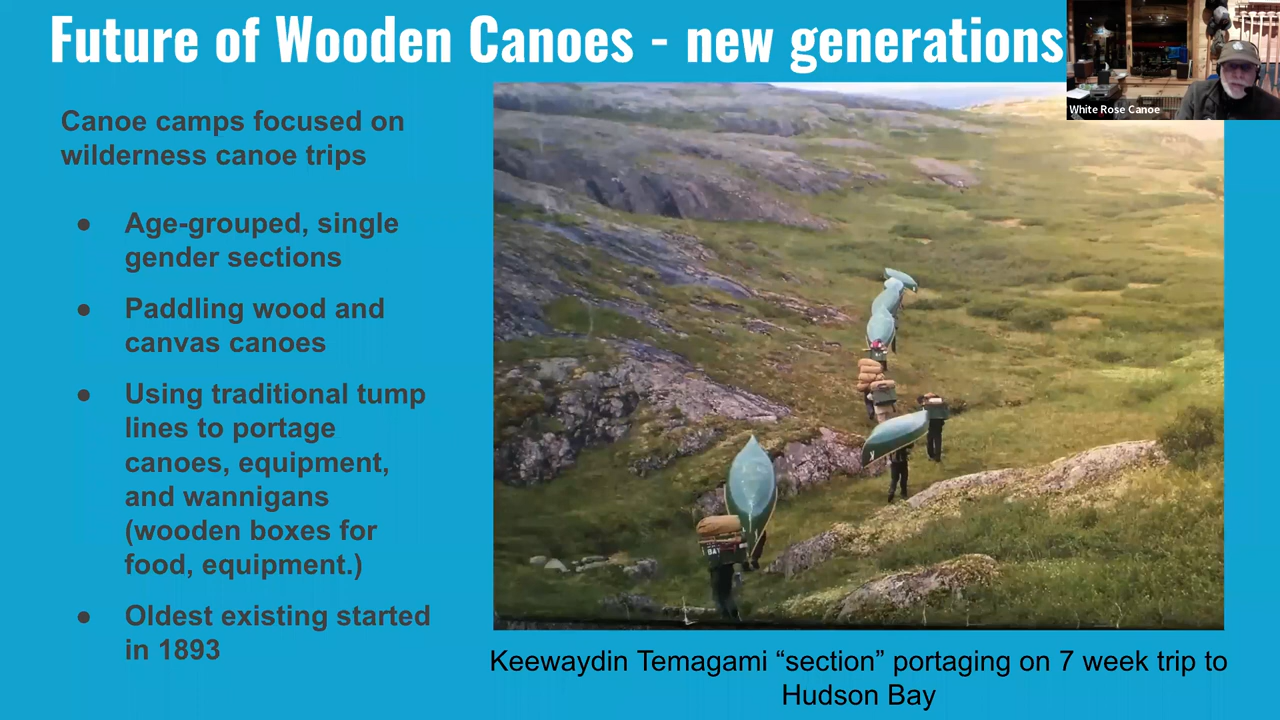 Future of Wooden Canoes - new generations
White Rose Canoe
Canoe camps focused on
wilderness canoe trips
● Age-grouped, single
gender sections
● Paddling wood and
canvas canoes
● Using traditional tump
lines to portage
canoes, equipment,
and wannigans
(wooden boxes for
food, equipment.)
● Oldest existing started
in 1893
BAY
Keewaydin Temagami “section” portaging on 7 week trip to
Hudson Bay